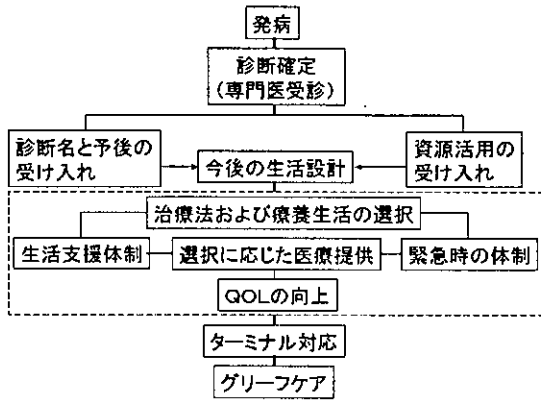 発病
診断確定
(専門医受診)
診断名と予後の
受け入れ
今後の生活設計
資源活用の
受け入れ
治療法および療養生活の選択
生活支援体制
選択に応じた医療提供
緊急時の体制
QOLの向上
ターミナル対応
グリーフケア